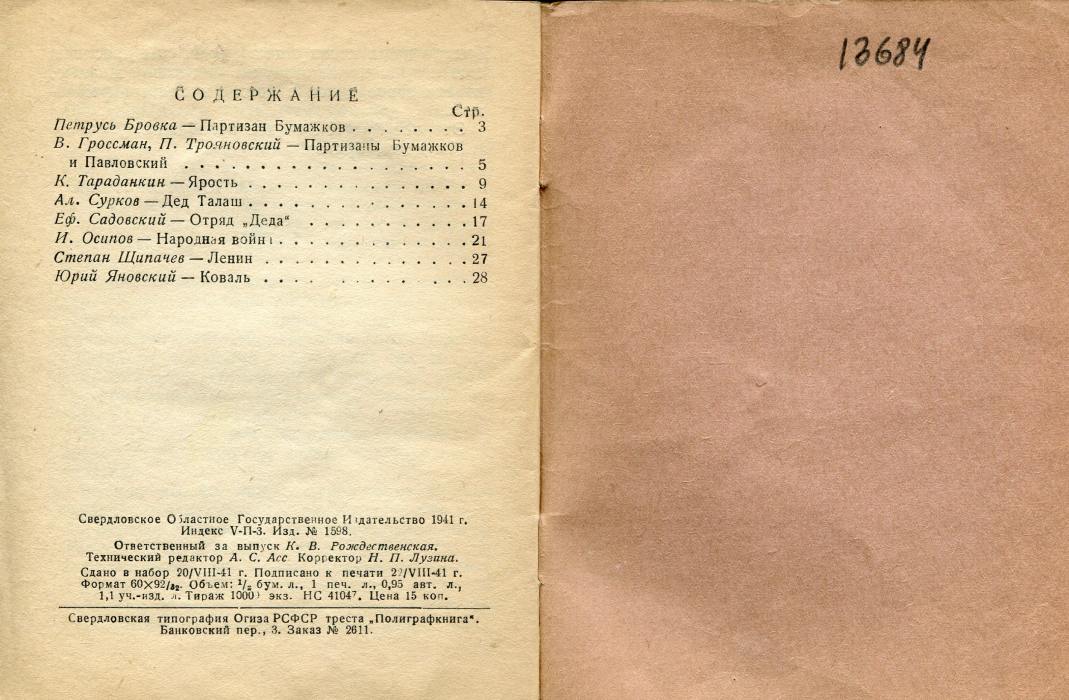 СОДЕРЖАНИЕ
Стр.
Петрусь Бровка — Партизан Бумажков . . . . . . . . 3
В. Гроссман, П. Трояновский — Партизаны Бумажков
и Павловский . . . . . . . . . . . . . . . . . 5
К. Тараданкин — Ярость . . . . . . . . . . . . . 9
Ал. Сурков — Дед Талаш . . . . . . . . . . . . . 14
Еф. Садовский — Отряд „Деда“ . . . . . . . . . . 17
И. Осипов — Народная войн . . . . . . . . . . . 21
Степан Щипачев — Ленин . . . . . . . . . . . . 27
Юрий Яновский — Коваль . . . . . . . . . . 28
Свердловское Областное Государственное Издательство 1941 г.
Индекс V-П-3. Изд. № 1598.
Ответственный за выпуск К. В. Рождественская.
Технический редактор А. С. Асс Корректор Н. П. Лузина.
Сдано в набор 20/VIII-41 г. Подписано к печати /VIII-41 г.
Формат 60×92/₃₂. Объем: ¹/₂ бум. л., 1 печ. л., 0,95 авт. л.,
1,1 уч.-изд. л. Тираж экз. НС 41047. Цена 15 коп.
Свердловская типография Огиза РСФСР треста „Полиграфкнига“.
Банковский пер., 3. Заказ № 2611.
13684